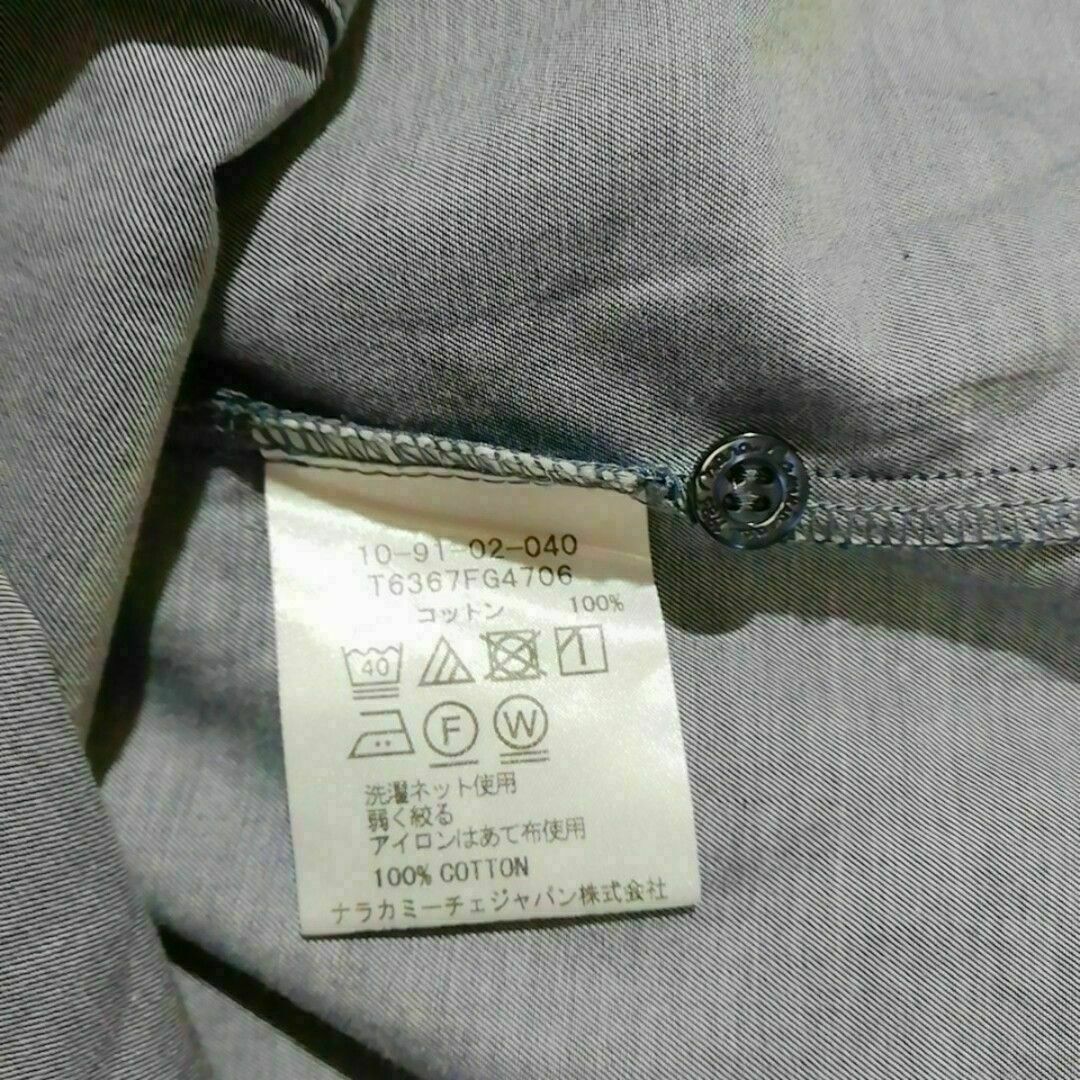 10-91-02-040
T6367FG4706
コットン 100%
40
F W
洗濯ネット使用
弱く絞る
アイロンはあて布使用
100% COTTON
ナラカミーチェジャパン株式会社